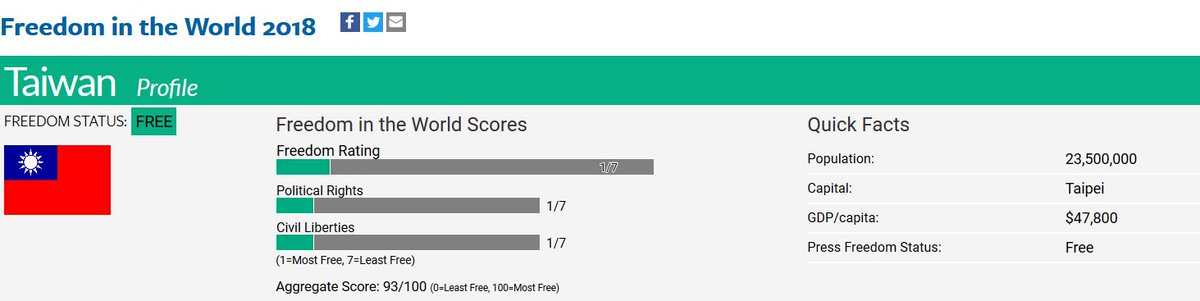 Freedom in the World 2018
Taiwan Profile
FREEDOM STATUS: FREE
Freedom in the World Scores
Freedom Rating
1/7
Political Rights
1/7
Civil Liberties
1/7
(1=Most Free, 7=Least Free)
Aggregate Score: 93/100 (0=Least Free, 100=Most Free)
Quick Facts
Population: 23,500,000
Capital: Taipei
GDP/capita: $47,800
Press Freedom Status: Free